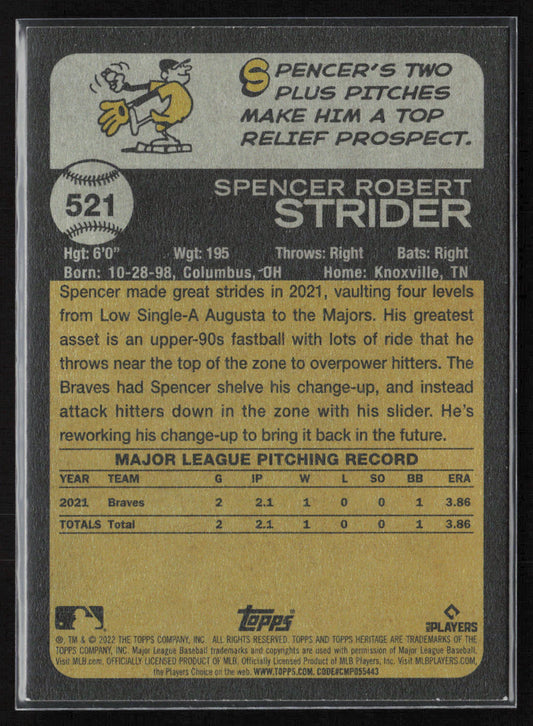 SPENCER'S TWO
PLUS PITCHES
MAKE HIM A TOP
RELIEF PROSPECT.
521
SPENCER ROBERT
STRIDER
Hgt: 6'0" Wgt: 195 Throws: Right Bats: Right
Born: 10-28-98, Columbus, OH Home: Knoxville, TN
Spencer made great strides in 2021, vaulting four levels
from Low Single-A Augusta to the Majors. His greatest
asset is an upper-90s fastball with lots of ride that he
throws near the top of the zone to overpower hitters. The
Braves had Spencer shelve his change-up, and instead
attack hitters down in the zone with his slider. He's
reworking his change-up to bring it back in the future.
MAJOR LEAGUE PITCHING RECORD
YEAR TEAM G IP W L SO BB ERA
2021 Braves 2 2.1 1 0 0 1 3.86
TOTALS Total 2 2.1 1 0 0 1 3.86
Topps
PLAYERS
®, TM & © 2022 THE TOPPS COMPANY, INC. ALL RIGHTS RESERVED. TOPPS AND TOPPS HERITAGE ARE TRADEMARKS OF THE
TOPPS COMPANY, INC. Major League Baseball trademarks and copyrights are used with permission of Major League Baseball.
Visit MLB.com. OFFICIALLY LICENSED PRODUCT OF MLB. Officially Licensed Product of MLB Players, Inc. Visit MLBPLAYERS.COM,
the Players Choice on the web. WWW.TOPPS.COM. CODE#CMP055443